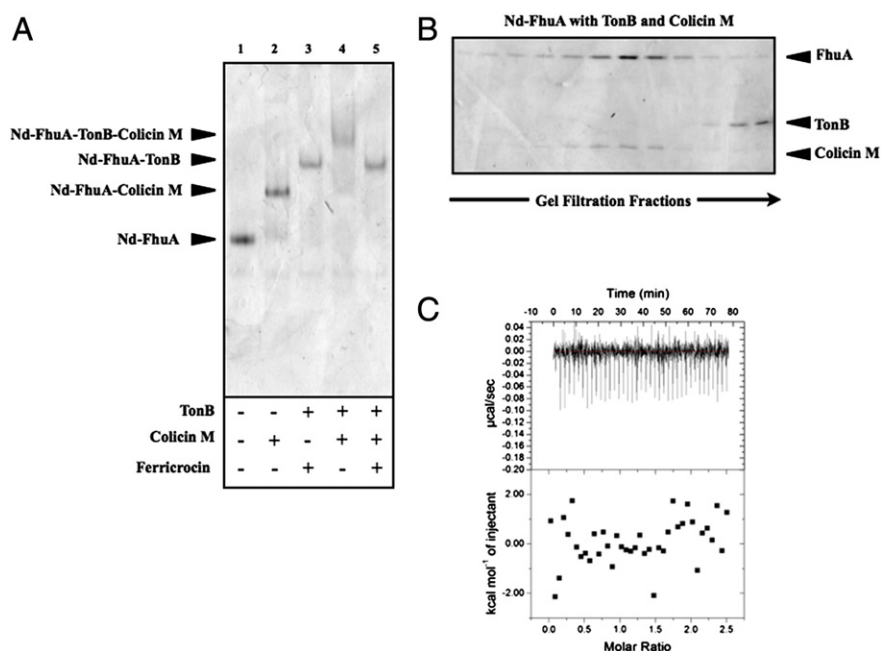 A
1 2 3 4 5
Nd-FhuA-TonB-Colicin M
Nd-FhuA-TonB
Nd-FhuA-Colicin M
Nd-FhuA
TonB - - + + +
Colicin M - + - + +
Ferricrocin - - + - +
B
Nd-FhuA with TonB and Colicin M
FhuA
TonB
Colicin M
Gel Filtration Fractions
C
Time (min)
-10 0 10 20 30 40 50 60 70 80
0.04
0.02
0.00
-0.02
-0.04
-0.06
-0.08
-0.10
-0.12
-0.14
-0.16
-0.18
-0.20
µcal/sec
2.00
0.00
-2.00
kcal mol⁻¹ of injectant
0.0 0.5 1.0 1.5 2.0 2.5
Molar Ratio